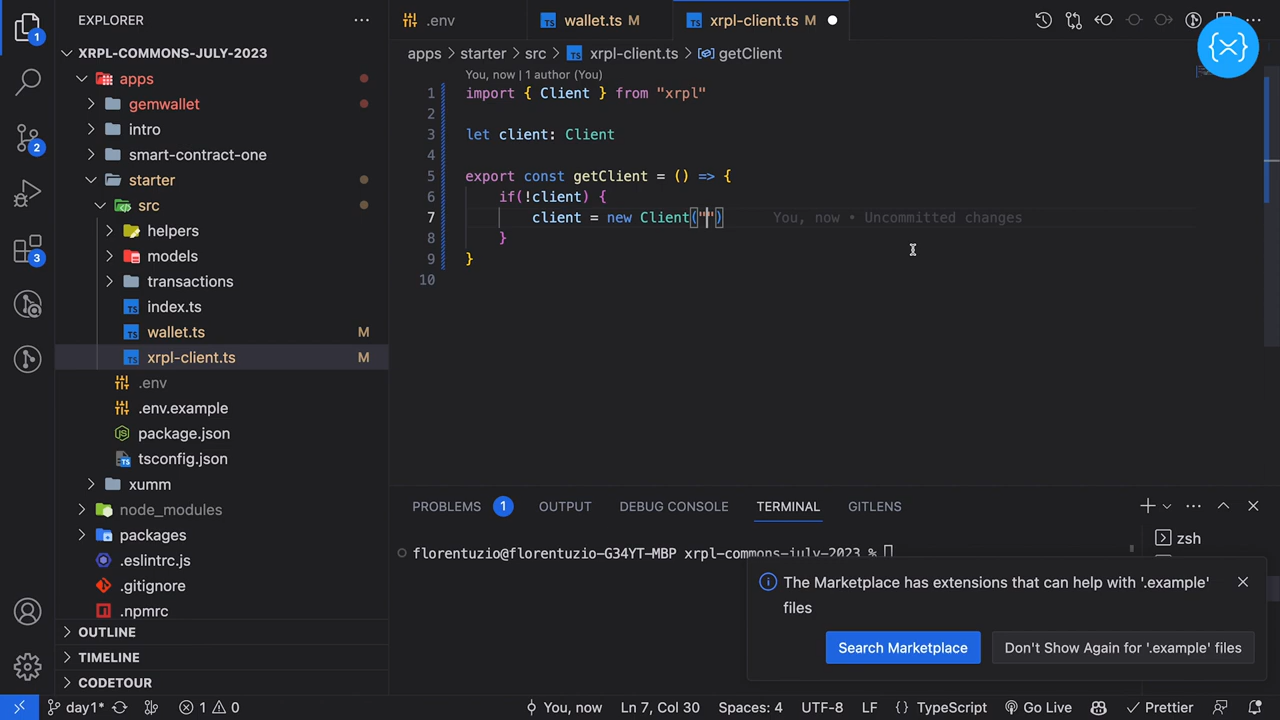 EXPLORER
XRPL-COMMONS-JULY-2023
apps
gemwallet
intro
smart-contract-one
starter
src
helpers
models
transactions
index.ts
wallet.ts M
xrpl-client.ts M
.env
.env.example
package.json
tsconfig.json
xumm
node_modules
packages
.eslintrc.js
.gitignore
.npmrc
OUTLINE
TIMELINE
CODETOUR
1
2
3
.env
TS wallet.ts M
TS xrpl-client.ts M
apps > starter > src > TS xrpl-client.ts > getClient
You, now | 1 author (You)
1 import { Client } from "xrpl"
2
3 let client: Client
4
5 export const getClient = () => {
6 if(!client) {
7 client = new Client("") You, now • Uncommitted changes
8 }
9 }
10
PROBLEMS 1 OUTPUT DEBUG CONSOLE TERMINAL GITLENS
florentuzio@florentuzio-G34YT-MBP xrpl-commons-july-2023 %
zsh
The Marketplace has extensions that can help with '.example'
files
Search Marketplace
Don't Show Again for '.example' files
day1* 1 0 You, now Ln 7, Col 30 Spaces: 4 UTF-8 LF {} TypeScript Go Live Prettier